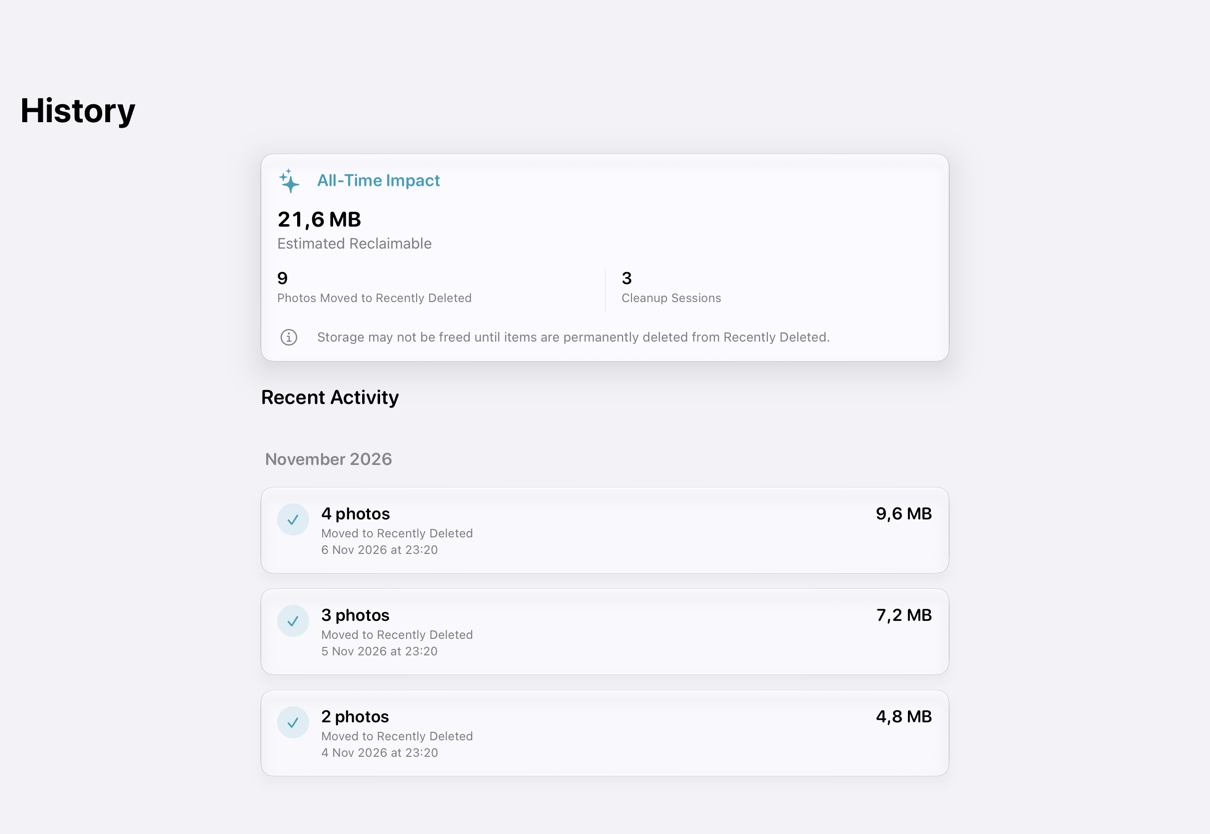 History
All-Time Impact
21,6 MB
Estimated Reclaimable
9
Photos Moved to Recently Deleted
3
Cleanup Sessions
Storage may not be freed until items are permanently deleted from Recently Deleted.
Recent Activity
November 2026
4 photos
9,6 MB
Moved to Recently Deleted
6 Nov 2026 at 23:20
3 photos
7,2 MB
Moved to Recently Deleted
5 Nov 2026 at 23:20
2 photos
4,8 MB
Moved to Recently Deleted
4 Nov 2026 at 23:20